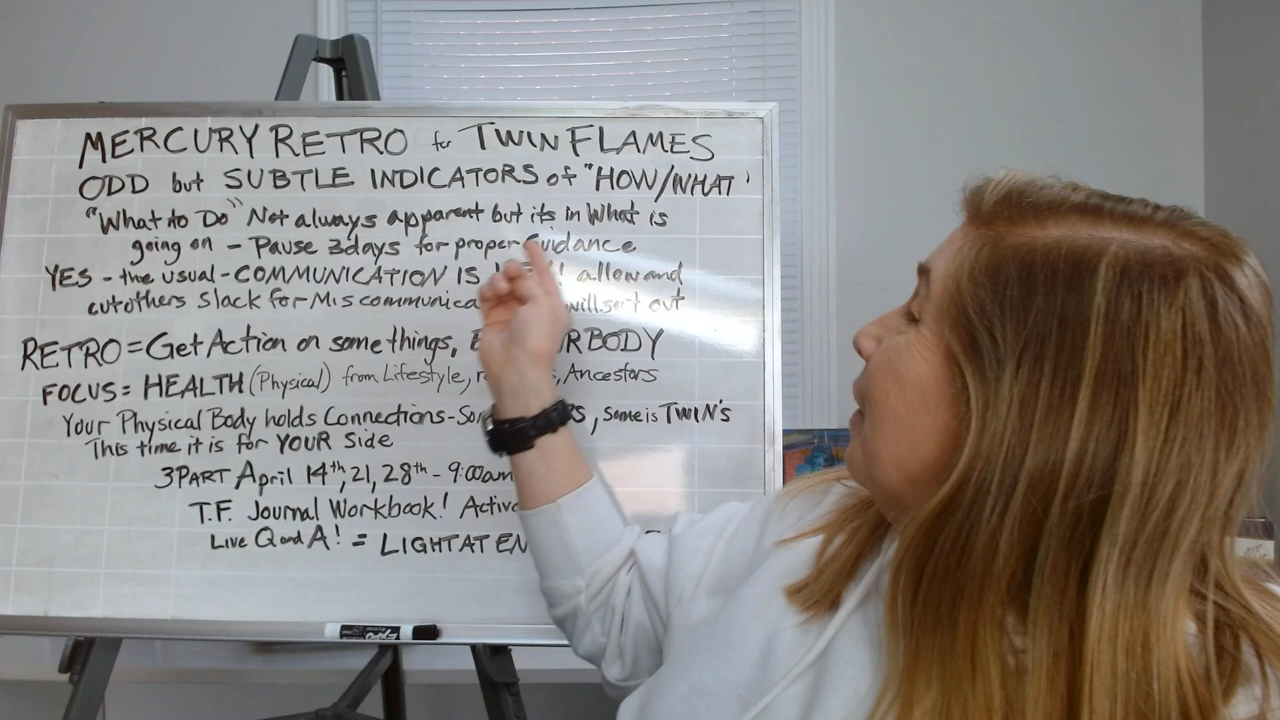 MERCURY RETRO for TWIN FLAMES
ODD but SUBTLE INDICATORS of "HOW/WHAT'
"What to Do" Not always apparent but its in What is
going on - Pause 3days for proper Guidance
YES - the usual - COMMUNICATION IS allow and
cut others Slack for Miscommunica will sort out
RETRO = Get Action on some things, BODY
FOCUS = HEALTH (Physical) from Lifestyle, Ancestors
Your Physical Body holds Connections - , Some is TWIN'S
This time it is for YOUR Side
3PART April 14th, 21, 28th - 9:00am
T.F. Journal Workbook!
Live Q and A! = LIGHT AT
EXPO